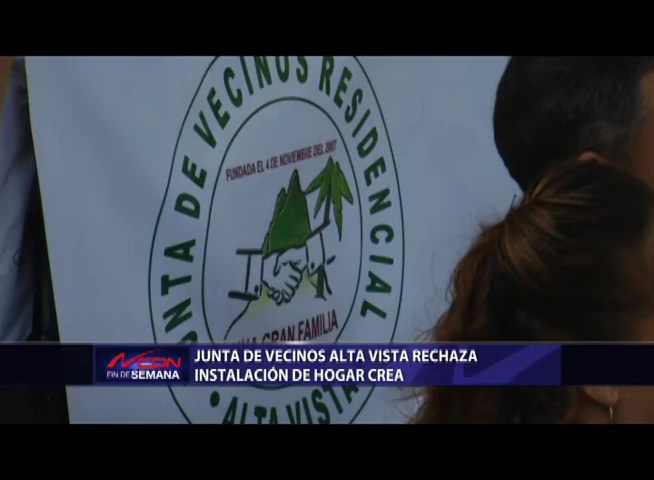 JUNTA DE VECINOS RESIDENCIAL
FUNDADA EL 4 DE NOVIEMBRE DEL 2007
GRAN FAMILIA
• ALTA VISTA
CDN
FIN DE SEMANA
JUNTA DE VECINOS ALTA VISTA RECHAZA
INSTALACIÓN DE HOGAR CREA